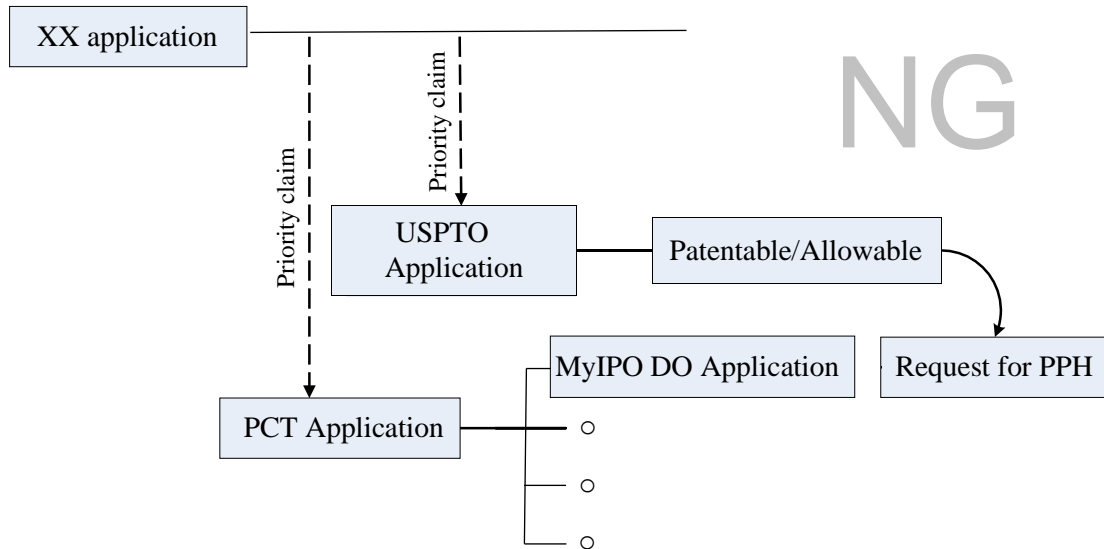 XX application
NG
Priority claim
Priority claim
USPTO
Application
Patentable/Allowable
MyIPO DO Application
Request for PPH
PCT Application